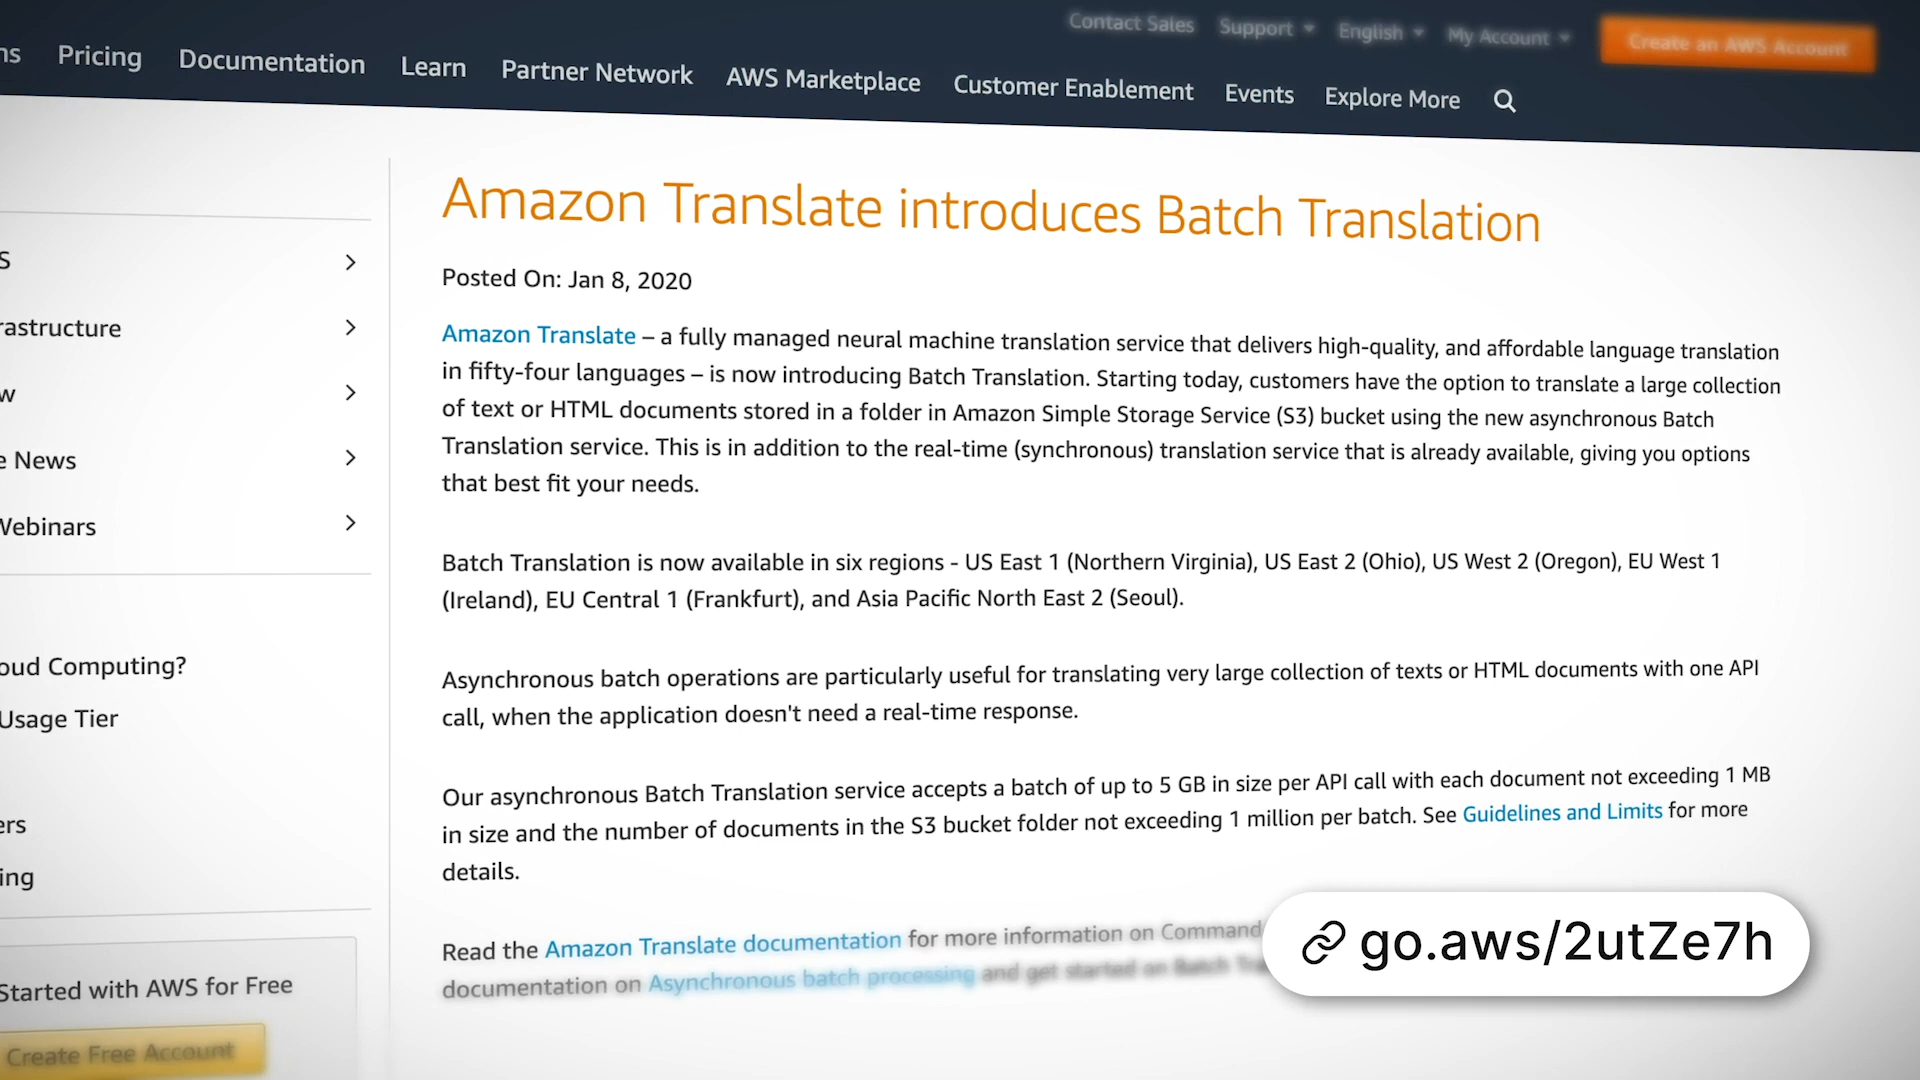 Contact Sales Support English My Account Create an AWS Account
ns Pricing Documentation Learn Partner Network AWS Marketplace Customer Enablement Events Explore More
Amazon Translate introduces Batch Translation
Posted On: Jan 8, 2020
Amazon Translate – a fully managed neural machine translation service that delivers high-quality, and affordable language translation
in fifty-four languages – is now introducing Batch Translation. Starting today, customers have the option to translate a large collection
of text or HTML documents stored in a folder in Amazon Simple Storage Service (S3) bucket using the new asynchronous Batch
Translation service. This is in addition to the real-time (synchronous) translation service that is already available, giving you options
that best fit your needs.
Batch Translation is now available in six regions - US East 1 (Northern Virginia), US East 2 (Ohio), US West 2 (Oregon), EU West 1
(Ireland), EU Central 1 (Frankfurt), and Asia Pacific North East 2 (Seoul).
Asynchronous batch operations are particularly useful for translating very large collection of texts or HTML documents with one API
call, when the application doesn't need a real-time response.
Our asynchronous Batch Translation service accepts a batch of up to 5 GB in size per API call with each document not exceeding 1 MB
in size and the number of documents in the S3 bucket folder not exceeding 1 million per batch. See Guidelines and Limits for more
details.
Read the Amazon Translate documentation for more information on Command
documentation on Asynchronous batch processing and get started on Batch
go.aws/2utZe7h
S
rastructure
w
e News
Webinars
oud Computing?
Usage Tier
ers
ing
Started with AWS for Free
Create Free Account